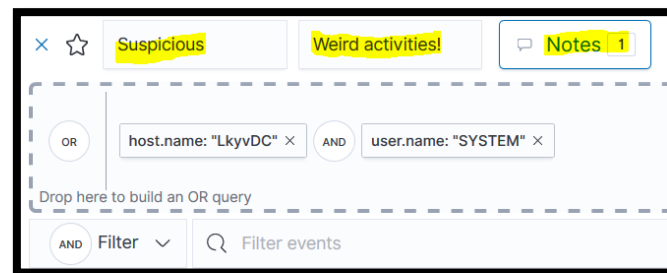 Suspicious Weird activities! Notes 1
OR host.name: "LkyvDC" × AND user.name: "SYSTEM" ×
Drop here to build an OR query
AND Filter Filter events